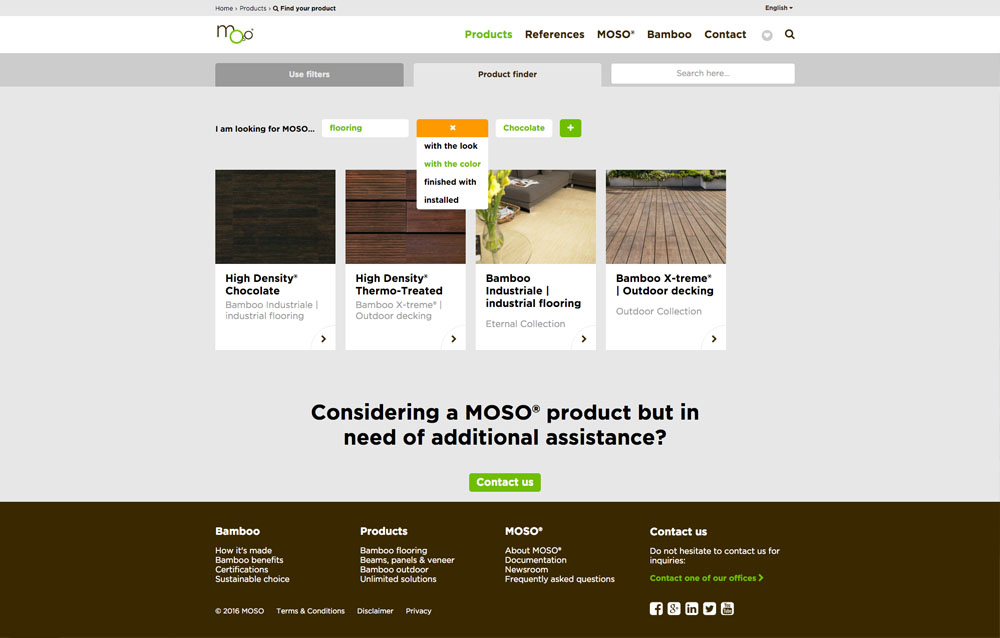 Home › Products › Find your product
English
moso®
Products References MOSO® Bamboo Contact
Use filters
Product finder
Search here...
I am looking for MOSO...
flooring
Chocolate
+
with the look
with the color
finished with
installed
High Density®
Chocolate
Bamboo Industriale |
industrial flooring
High Density®
Thermo-Treated
Bamboo X-treme® |
Outdoor decking
Bamboo
Industriale |
industrial flooring
Eternal Collection
Bamboo X-treme®
| Outdoor decking
Outdoor Collection
Considering a MOSO® product but in
need of additional assistance?
Contact us
Bamboo
How it's made
Bamboo benefits
Certifications
Sustainable choice
Products
Bamboo flooring
Beams, panels & veneer
Bamboo outdoor
Unlimited solutions
MOSO®
About MOSO®
Documentation
Newsroom
Frequently asked questions
Contact us
Do not hesitate to contact us for
inquiries:
Contact one of our offices
© 2016 MOSO Terms & Conditions Disclaimer Privacy